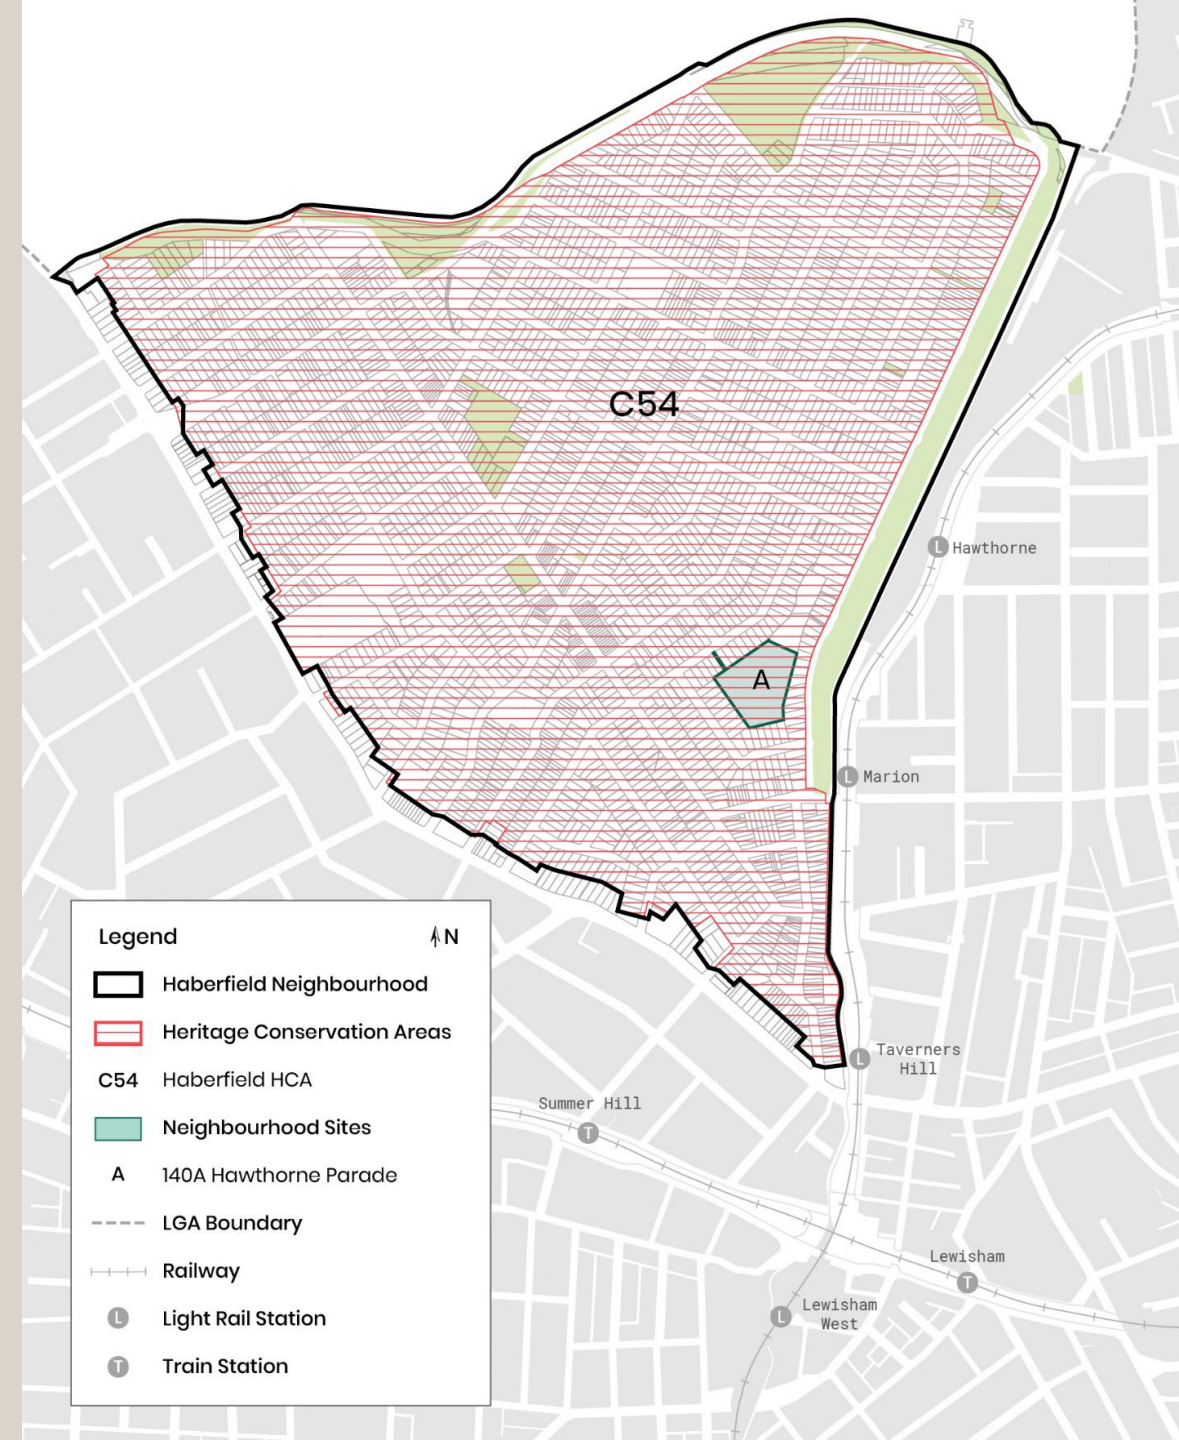 C54
Hawthorne
A
Marion
Taverners
Hill
Summer Hill
Lewisham
Lewisham
West
L
L
L
T
T
L
Legend
N
Haberfield Neighbourhood
Heritage Conservation Areas
C54 Haberfield HCA
Neighbourhood Sites
A 140A Hawthorne Parade
LGA Boundary
Railway
L Light Rail Station
T Train Station